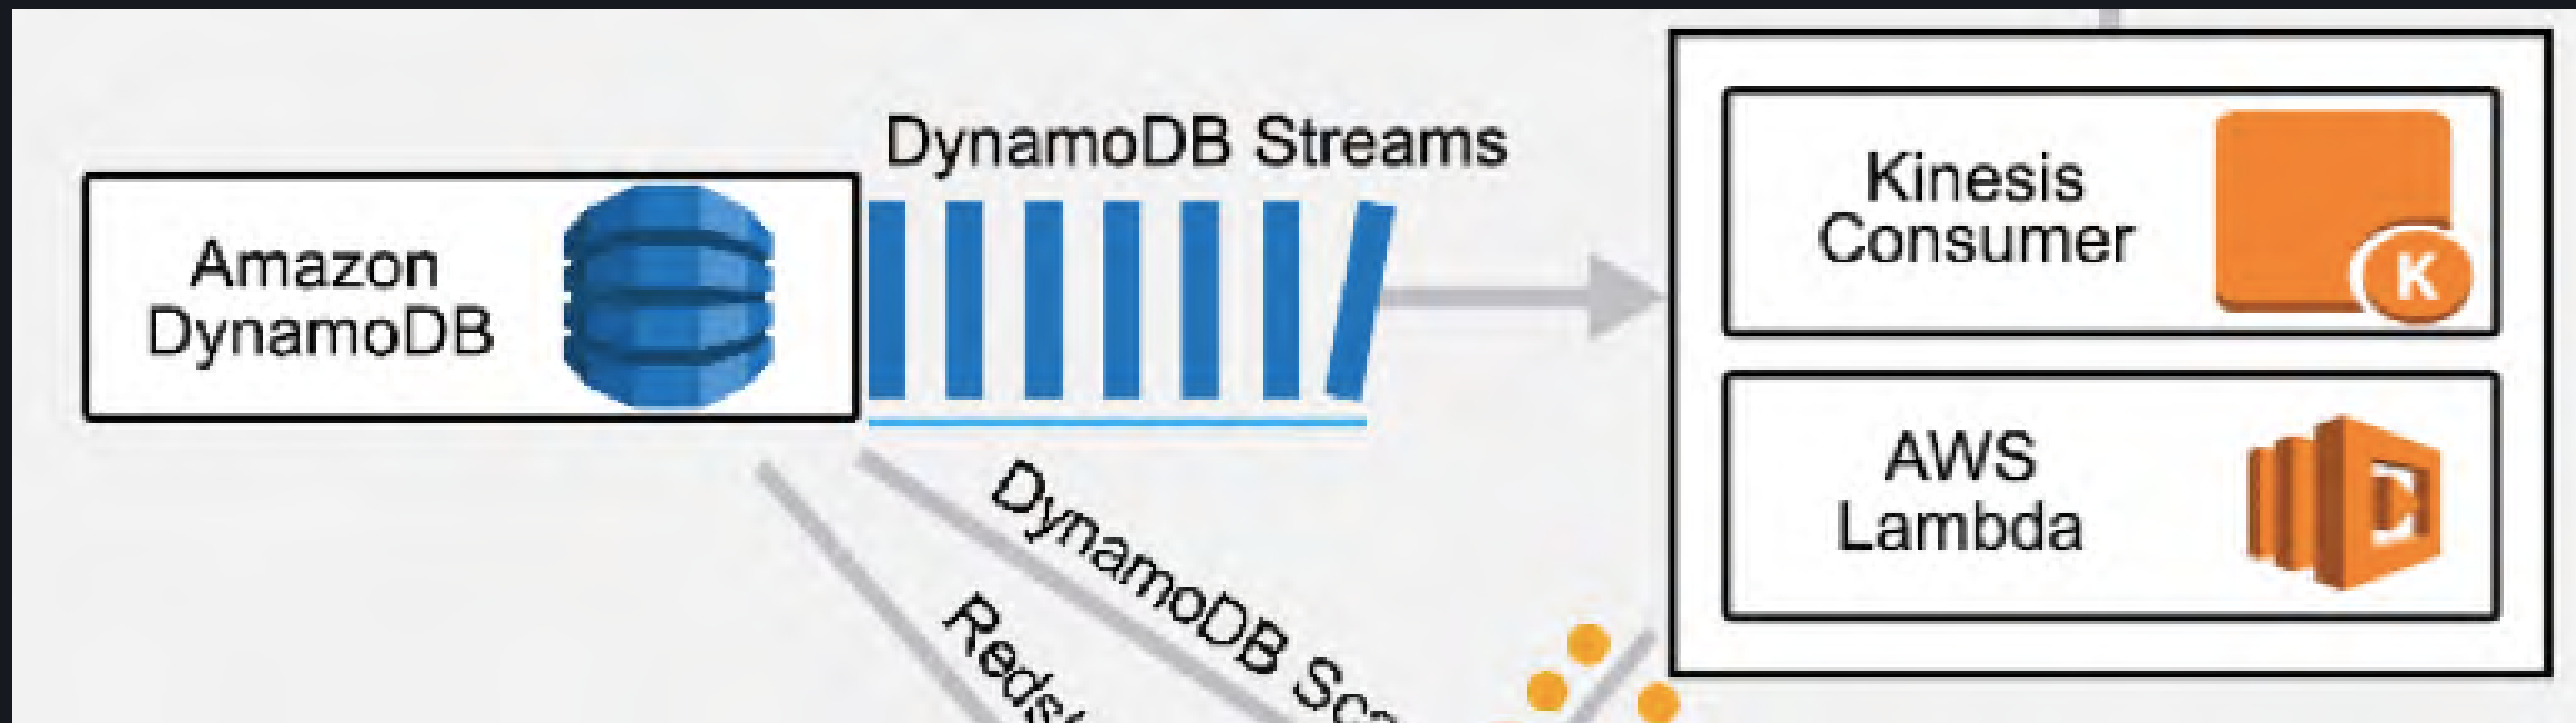 DynamoDB Streams
Amazon
DynamoDB
Kinesis
Consumer
K
AWS
Lambda
DynamoDB